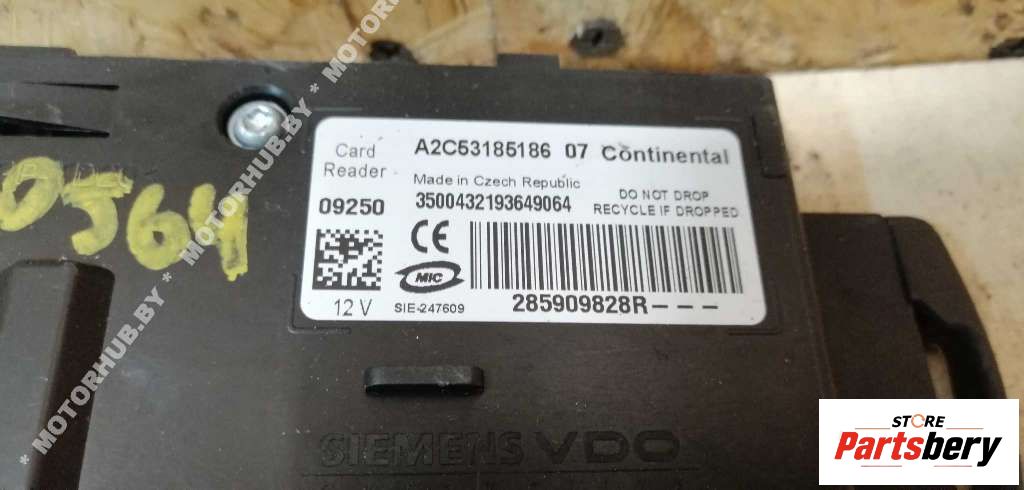 Card
Reader
A2C53185186 07 Continental
Made in Czech Republic
09250
3500432193649064
DO NOT DROP
RECYCLE IF DROPPED
CE
MIC
12 V
SIE-247609
285909828R---
0564
SIEMENS VDO
* MOTORHUB.BY * MOTORHUB.BY * MOTORHUB
STORE
Partsbery